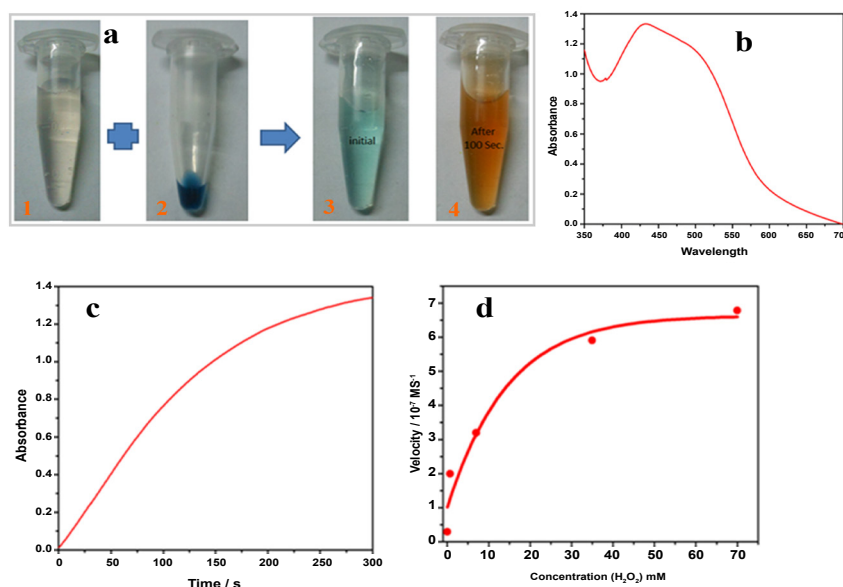 a
1
2
3
4
initial
After
100 Sec.
b
Absorbance
1.4
1.2
1.0
0.8
0.6
0.4
0.2
0.0
350 400 450 500 550 600 650 70
Wavelength
c
Absorbance
1.4
1.2
1.0
0.8
0.6
0.4
0.2
0.0
0 50 100 150 200 250 300
Time / s
d
Velocity / 10⁻⁷ MS⁻¹
7
6
5
4
3
2
1
0
0 10 20 30 40 50 60 70
Concentration (H₂O₂) mM